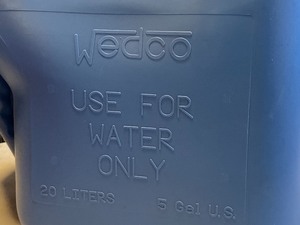 Wedco
USE FOR
WATER
ONLY
20 LITERS 5 Gal U.S.